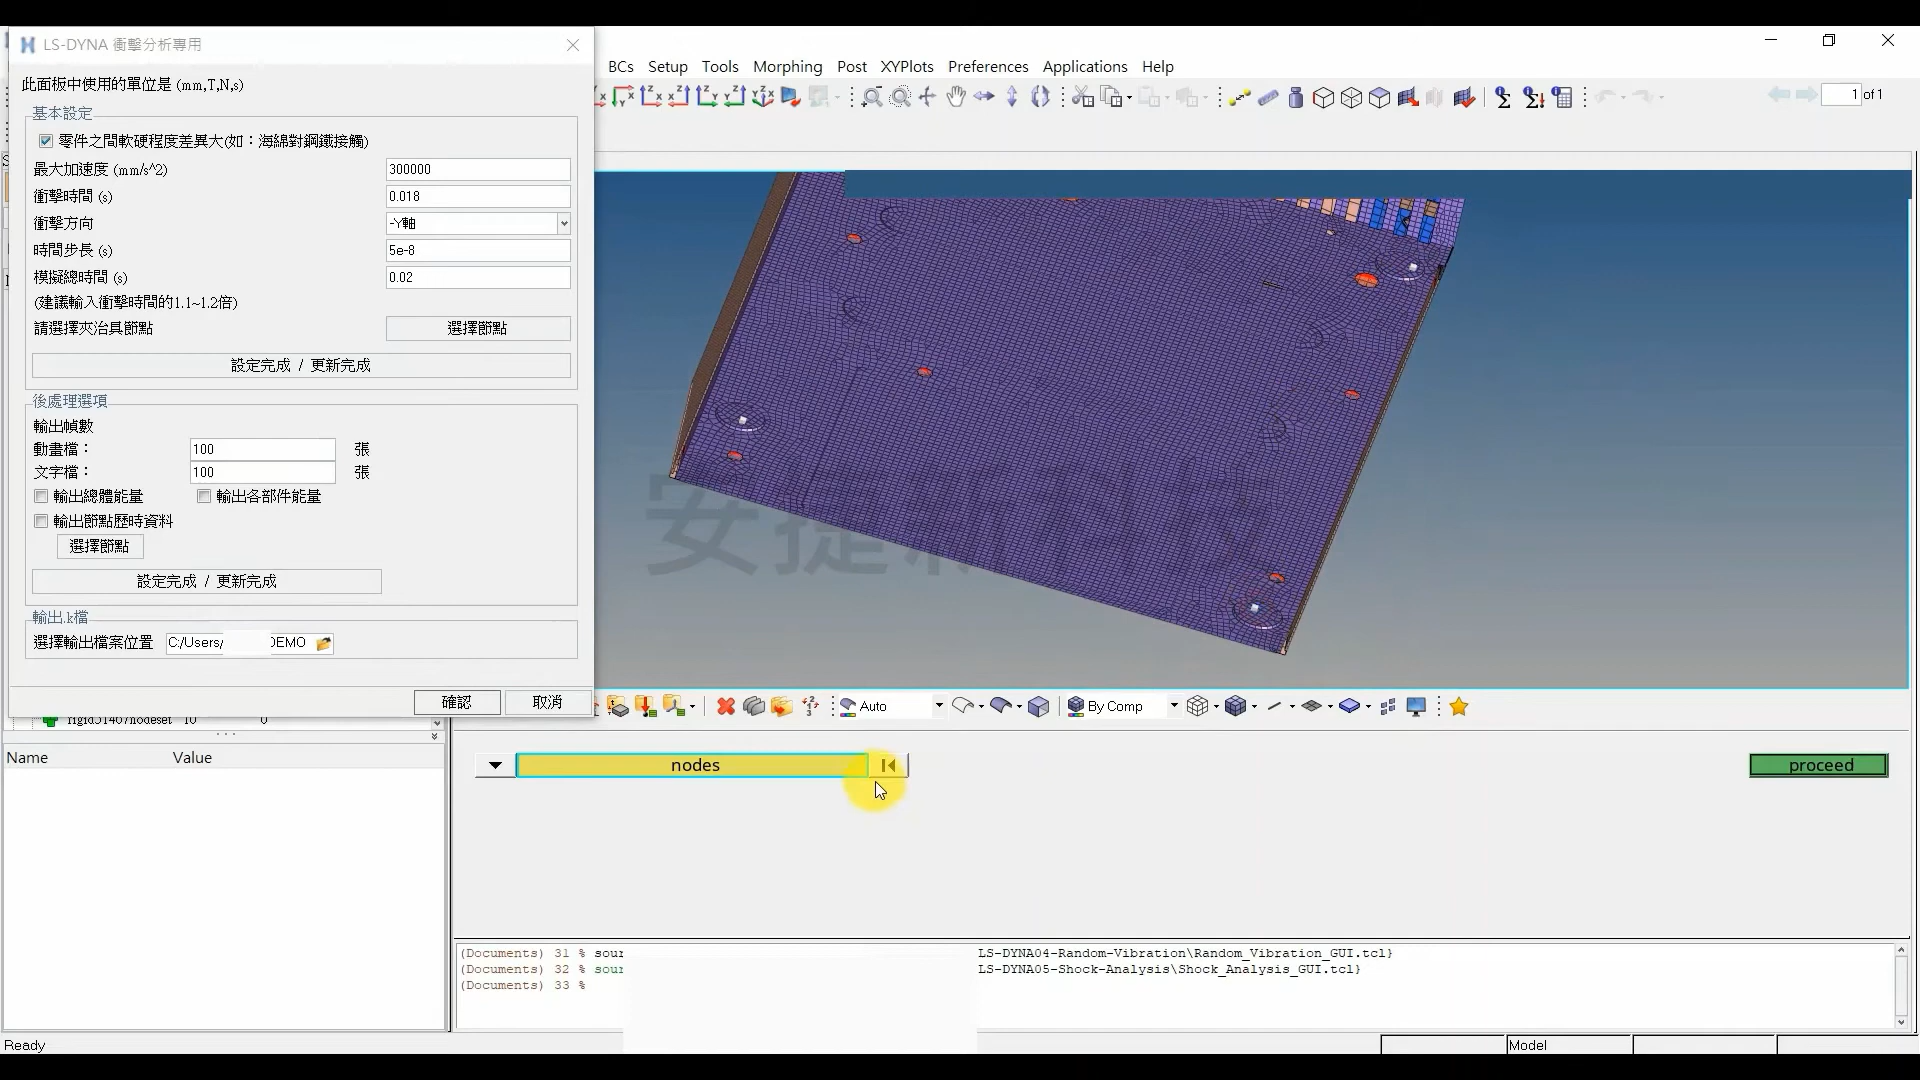 LS-DYNA 衝擊分析專用
此面板中使用的單位是 (mm,T,N,s)
基本設定
零件之間軟硬程度差異大(如：海綿對鋼鐵接觸)
最大加速度 (mm/s^2) 300000
衝擊時間 (s) 0.018
衝擊方向 -Y軸
時間步長 (s) 5e-8
模擬總時間 (s) 0.02
(建議輸入衝擊時間的1.1~1.2倍)
請選擇夾治具節點 選擇節點
設定完成 / 更新完成
後處理選項
輸出幀數
動畫檔： 100 張
文字檔： 100 張
輸出總體能量 輸出各部件能量
輸出節點歷時資料
選擇節點
設定完成 / 更新完成
輸出.k檔
選擇輸出檔案位置 C:/Users/ DEMO
確認 取消
BCs Setup Tools Morphing Post XYPlots Preferences Applications Help
1 of 1
Auto By Comp
rigid51407nodeset 10 0
Name Value
nodes proceed
(Documents) 31 % sour LS-DYNA04-Random-Vibration\Random_Vibration_GUI.tcl}
(Documents) 32 % sour LS-DYNA05-Shock-Analysis\Shock_Analysis_GUI.tcl}
(Documents) 33 %
Ready Model